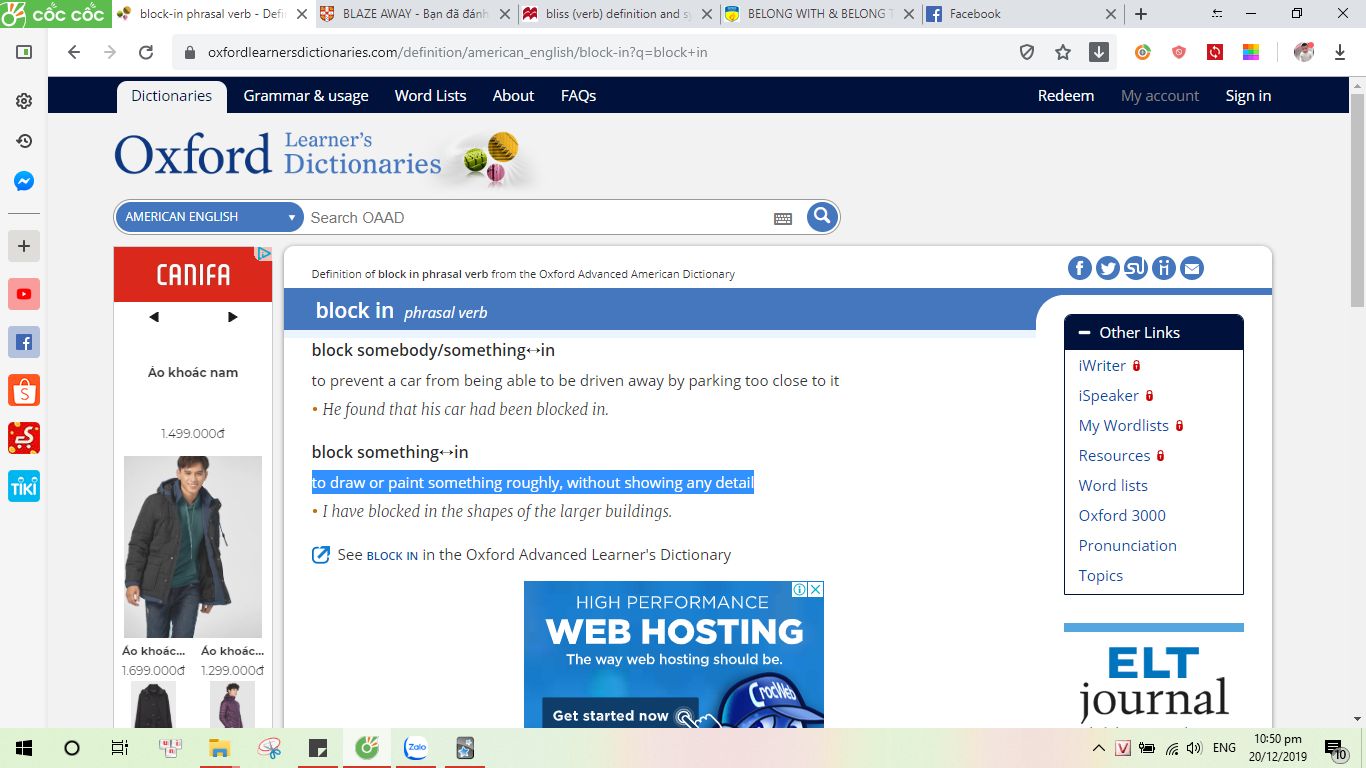 cốc cốc
block-in phrasal verb - Defi
BLAZE AWAY - Bạn đã đánh
bliss (verb) definition and sy
BELONG WITH & BELONG T
Facebook
oxfordlearnersdictionaries.com/definition/american_english/block-in?q=block+in
Dictionaries
Grammar & usage
Word Lists
About
FAQs
Redeem
My account
Sign in
Oxford Learner's Dictionaries
AMERICAN ENGLISH
Search OAAD
CANIFA
Áo khoác nam
1.499.000đ
Áo khoác... Áo khoác...
1.699.000đ 1.299.000đ
Definition of block in phrasal verb from the Oxford Advanced American Dictionary
block in phrasal verb
block somebody/something↔in
to prevent a car from being able to be driven away by parking too close to it
• He found that his car had been blocked in.
block something↔in
to draw or paint something roughly, without showing any detail
• I have blocked in the shapes of the larger buildings.
See BLOCK IN in the Oxford Advanced Learner's Dictionary
HIGH PERFORMANCE
WEB HOSTING
The way web hosting should be.
Get started now
CrocWeb
Other Links
iWriter
iSpeaker
My Wordlists
Resources
Word lists
Oxford 3000
Pronunciation
Topics
ELT
journal
TIKI
Zalo
ENG
10:50 pm
20/12/2019
10